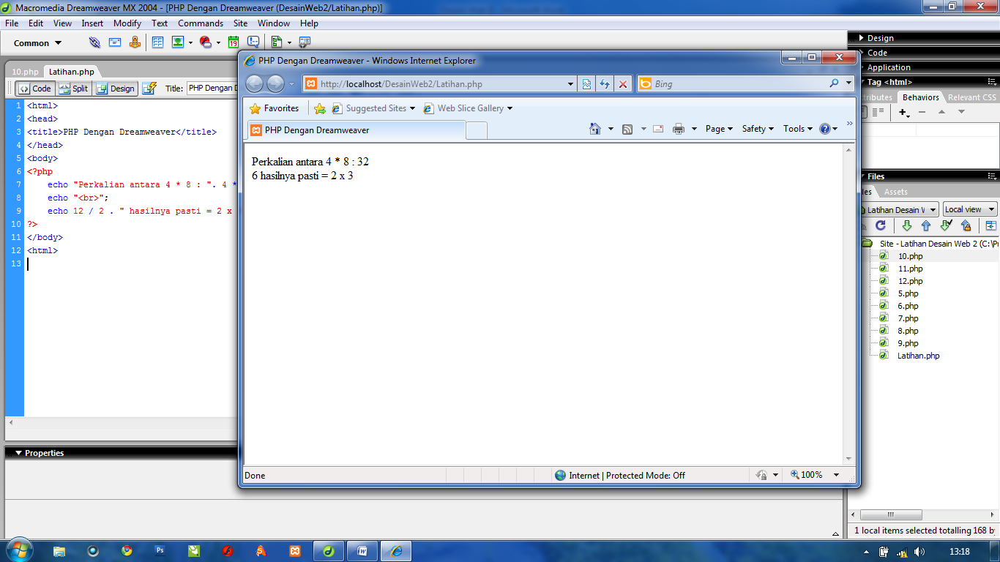 Macromedia Dreamweaver MX 2004 - [PHP Dengan Dreamweaver (DesainWeb2/Latihan.php)]
File Edit View Insert Modify Text Commands Site Window Help
Common
10.php Latihan.php
Code Split Design Title: PHP Dengan D
1 <html>
2 <head>
3 <title>PHP Dengan Dreamweaver</title>
4 </head>
5 <body>
6 <?php
7 echo "Perkalian antara 4 * 8 : ". 4 *
8 echo "<br>";
9 echo 12 / 2 . " hasilnya pasti = 2 x
10 ?>
11 </body>
12 <html>
13
Properties
PHP Dengan Dreamweaver - Windows Internet Explorer
http://localhost/DesainWeb2/Latihan.php
Bing
Favorites Suggested Sites Web Slice Gallery
PHP Dengan Dreamweaver
Page Safety Tools
Perkalian antara 4 * 8 : 32
6 hasilnya pasti = 2 x 3
Done
Internet | Protected Mode: Off
100%
Design
Code
Application
Tag <html>
tributes Behaviors Relevant CSS
Files
les Assets
Latihan Desain W Local view
Site - Latihan Desain Web 2 (C:\Pr
10.php
11.php
12.php
5.php
6.php
7.php
8.php
9.php
Latihan.php
1 local items selected totalling 168 by
Ps
W
13:18